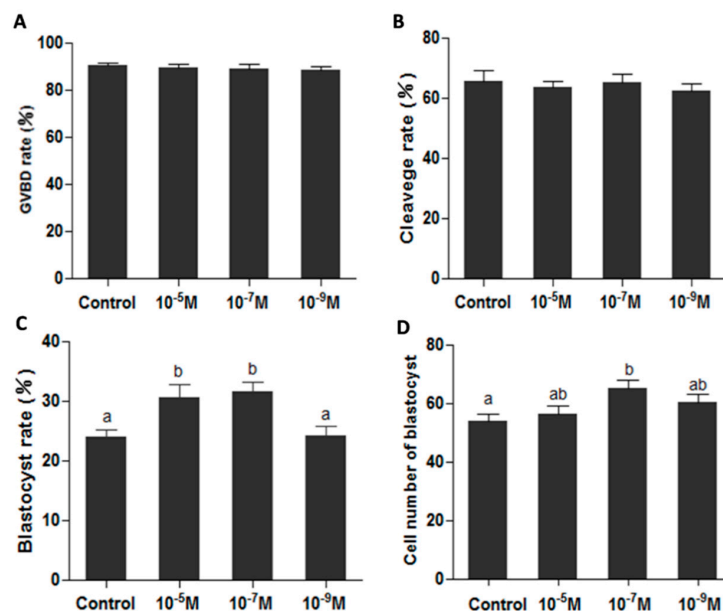 A
GVBD rate (%)
100
80
60
40
20
0
Control 10⁻⁵M 10⁻⁷M 10⁻⁹M
B
Cleavege rate (%)
80
60
40
20
0
Control 10⁻⁵M 10⁻⁷M 10⁻⁹M
C
Blastocyst rate (%)
40
30
20
10
0
a b b a
Control 10⁻⁵M 10⁻⁷M 10⁻⁹M
D
Cell number of blastocyst
80
60
40
20
0
a ab b ab
Control 10⁻⁵M 10⁻⁷M 10⁻⁹M